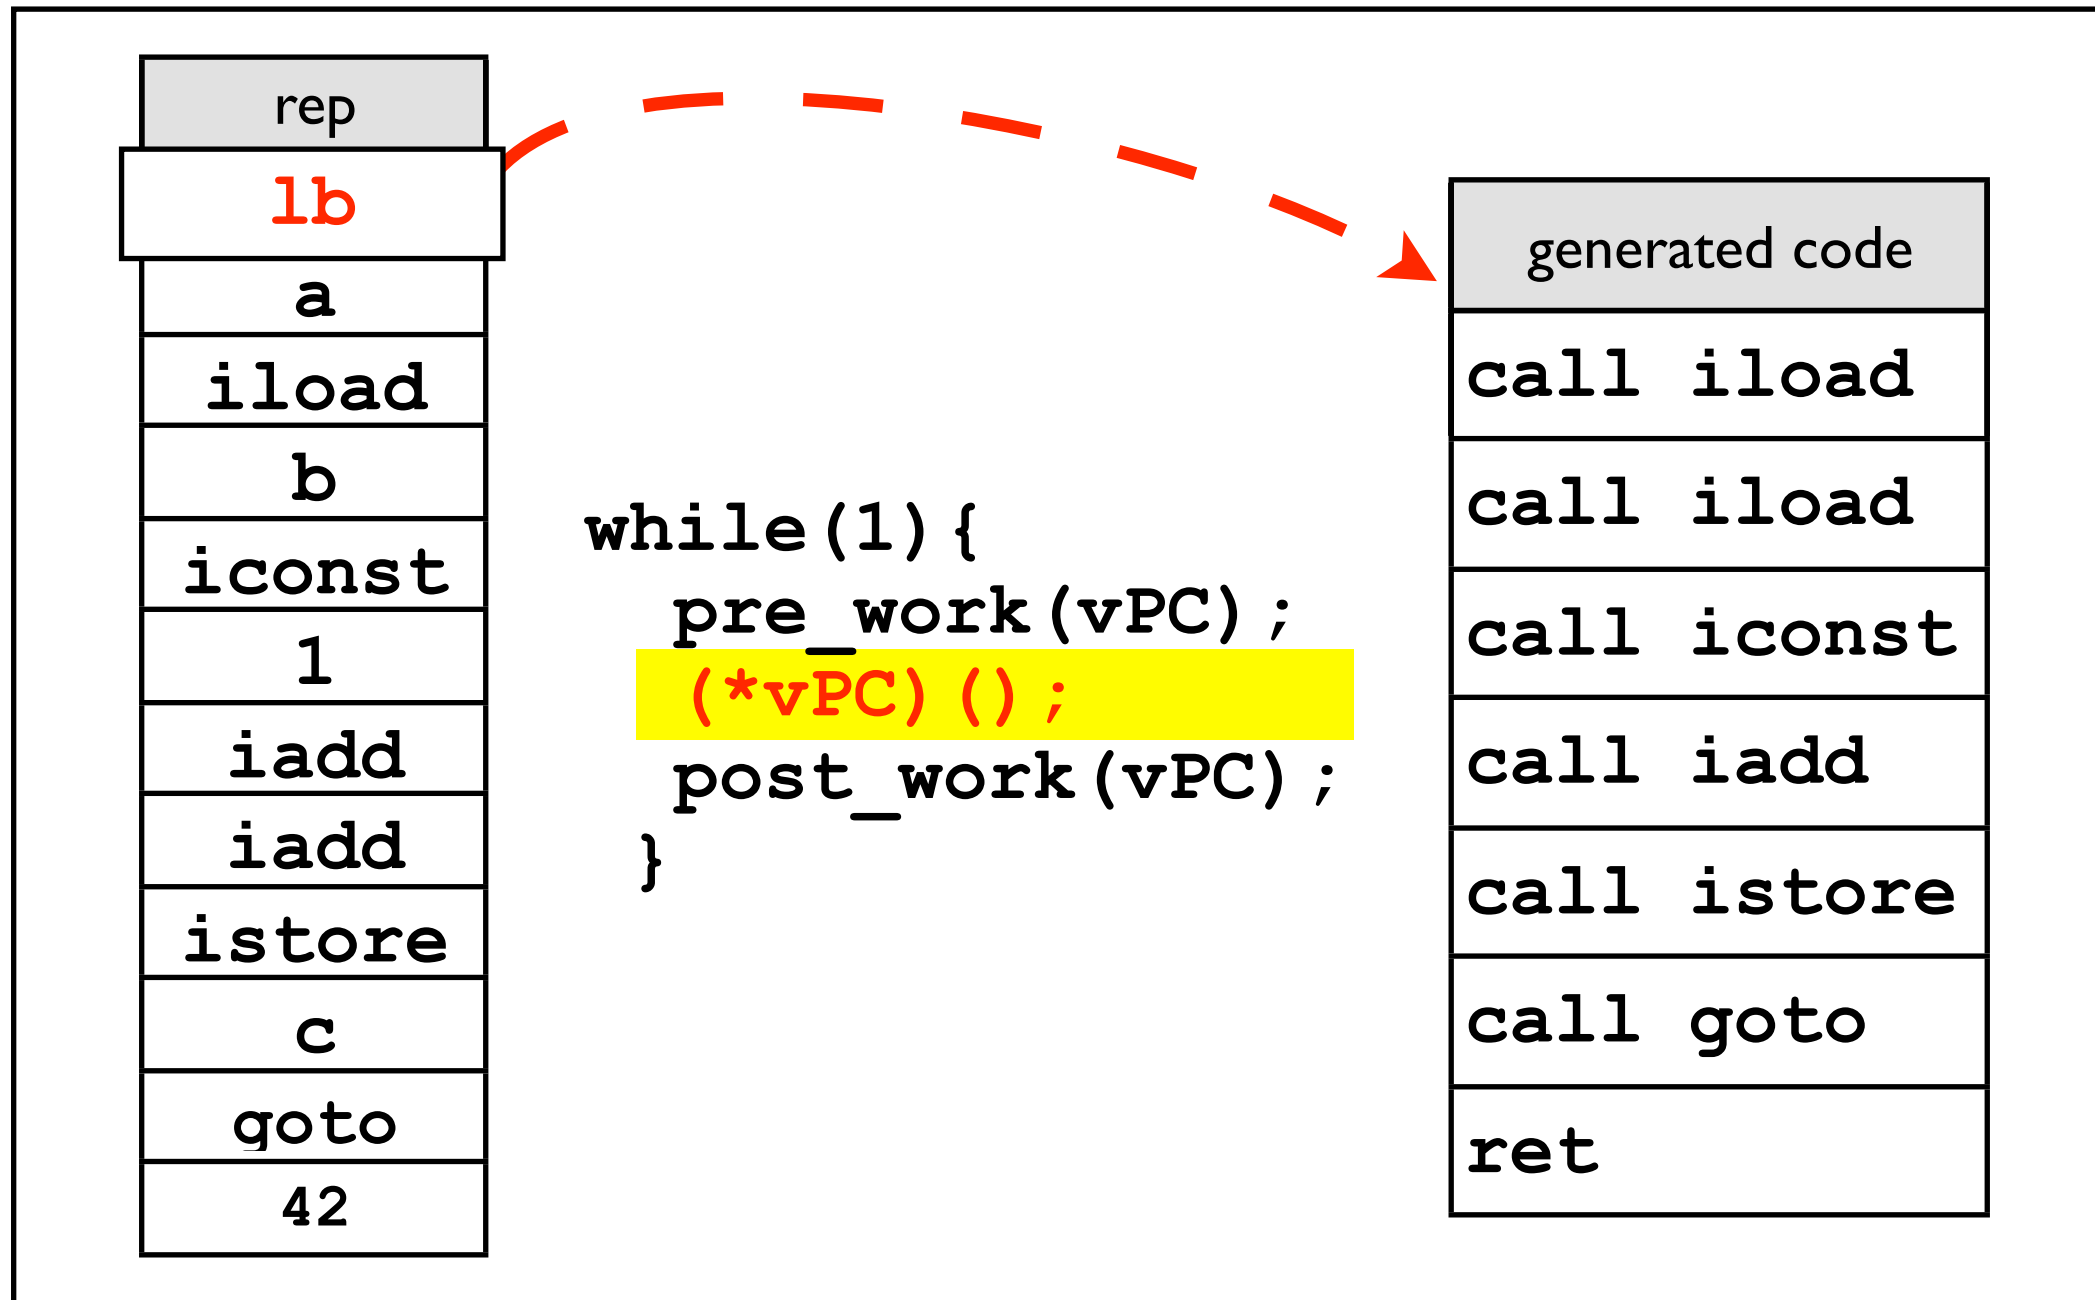 rep
lb
a
iload
b
iconst
1
iadd
iadd
istore
c
goto
42
while(1){
pre_work(vPC);
(*vPC)();
post_work(vPC);
}
generated code
call iload
call iload
call iconst
call iadd
call istore
call goto
ret